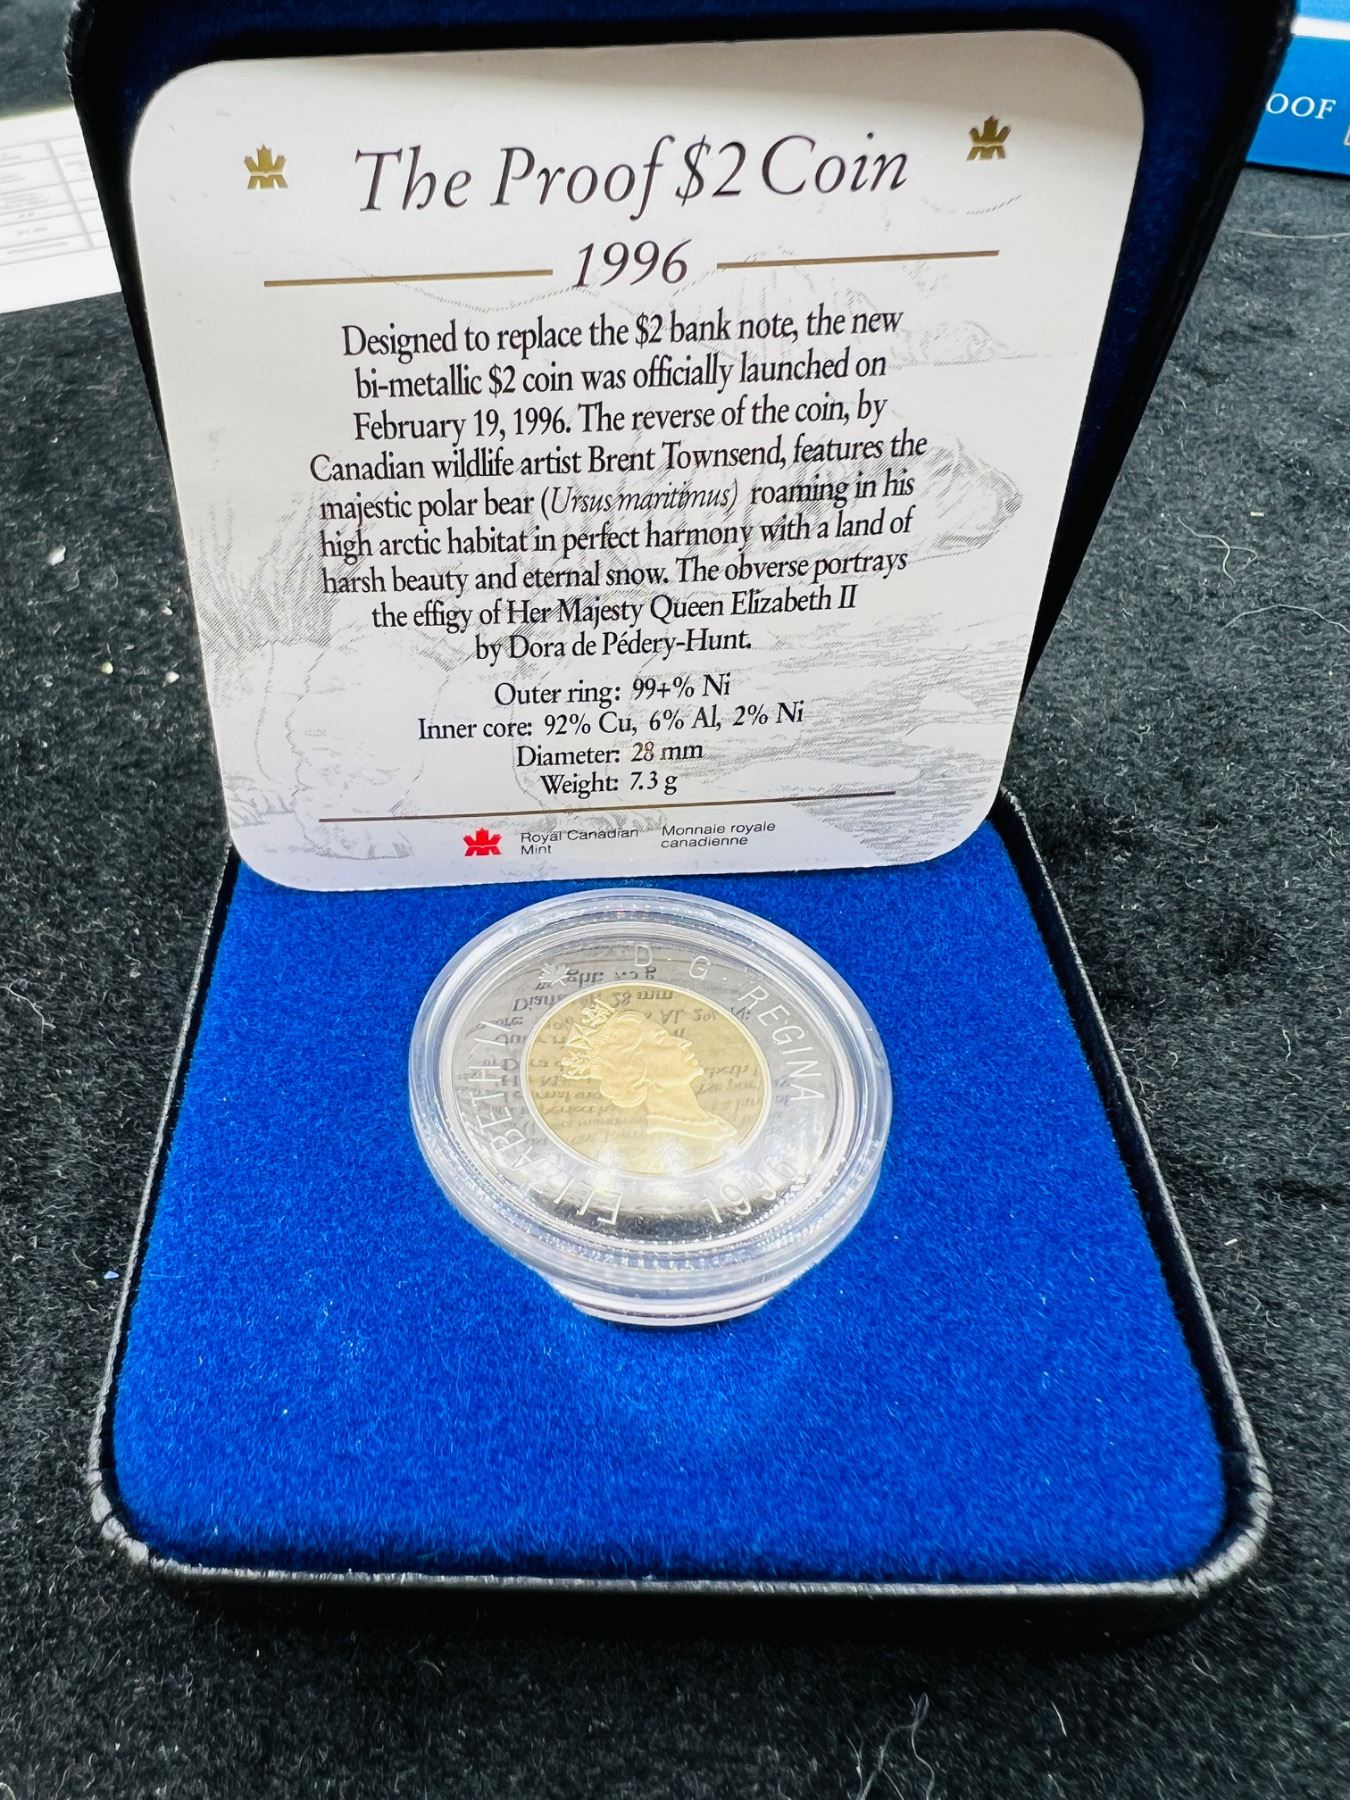 OOF
The Proof $2 Coin
1996
Designed to replace the $2 bank note, the new
bi-metallic $2 coin was officially launched on
February 19, 1996. The reverse of the coin, by
Canadian wildlife artist Brent Townsend, features the
majestic polar bear (Ursus maritimus) roaming in his
high arctic habitat in perfect harmony with a land of
harsh beauty and eternal snow. The obverse portrays
the effigy of Her Majesty Queen Elizabeth II
by Dora de Pédery-Hunt.
Outer ring: 99+% Ni
Inner core: 92% Cu, 6% Al, 2% Ni
Diameter: 28 mm
Weight: 7.3 g
Royal Canadian Mint
Monnaie royale canadienne
ELIZABETH II D. G. REGINA
1996